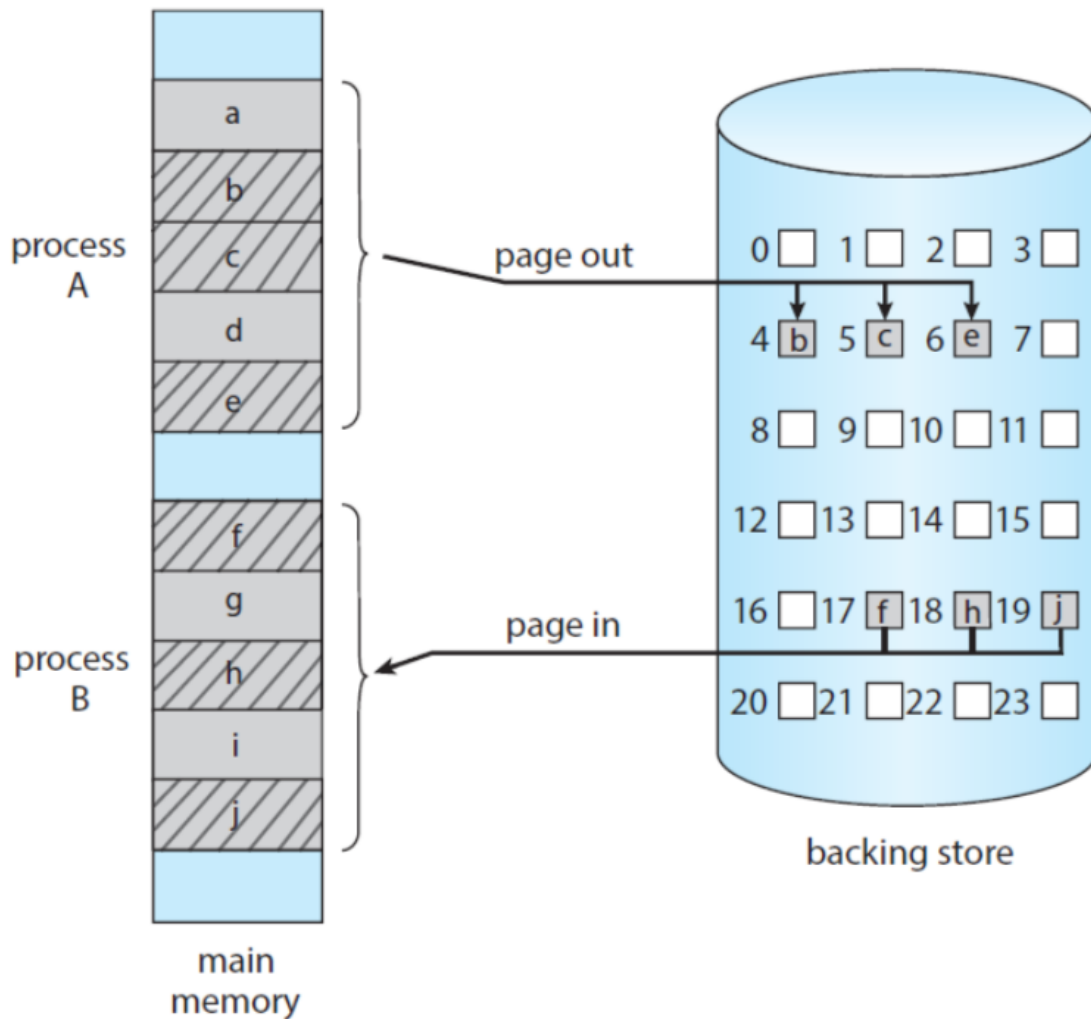 a
b
c
d
e
process
A
f
g
h
i
j
process
B
main
memory
page out
page in
0 1 2 3
4 b 5 c 6 e 7
8 9 10 11
12 13 14 15
16 17 f 18 h 19 j
20 21 22 23
backing store